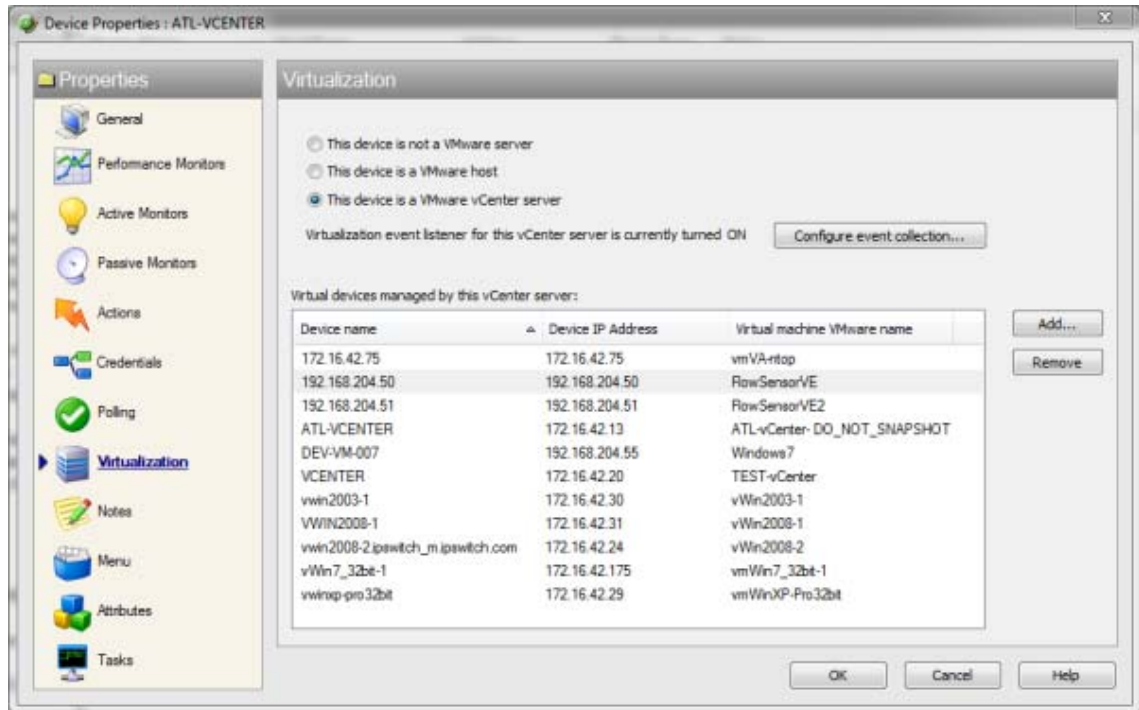 Device Properties : ATL-VCENTER
Properties
General
Performance Monitors
Active Monitors
Passive Monitors
Actions
Credentials
Polling
Virtualization
Notes
Menu
Attributes
Tasks
Virtualization
This device is not a VMware server
This device is a VMware host
This device is a VMware vCenter server
Virtualization event listener for this vCenter server is currently turned ON Configure event collection...
Virtual devices managed by this vCenter server:
Device name Device IP Address Virtual machine VMware name
172.16.42.75 172.16.42.75 vmVA-ntop
192.168.204.50 192.168.204.50 FlowSensorVE
192.168.204.51 192.168.204.51 FlowSensorVE2
ATL-VCENTER 172.16.42.13 ATL-vCenter- DO_NOT_SNAPSHOT
DEV-VM-007 192.168.204.55 Windows7
VCENTER 172.16.42.20 TEST-vCenter
vwin2003-1 172.16.42.30 vWin2003-1
VWIN2008-1 172.16.42.31 vWin2008-1
vwin2008-2.ipswitch_m.ipswitch.com 172.16.42.24 vWin2008-2
vWin7_32bit-1 172.16.42.175 vmWin7_32bit-1
vwinxp-pro32bit 172.16.42.29 vmWinXP-Pro32bit
Add...
Remove
OK Cancel Help